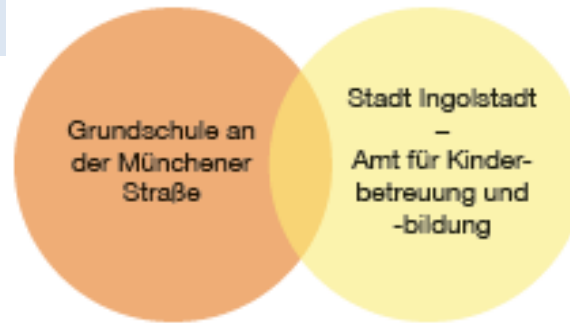 Grundschule an
der Münchener
Straße
Stadt Ingolstadt
–
Amt für Kinder-
betreuung und
-bildung